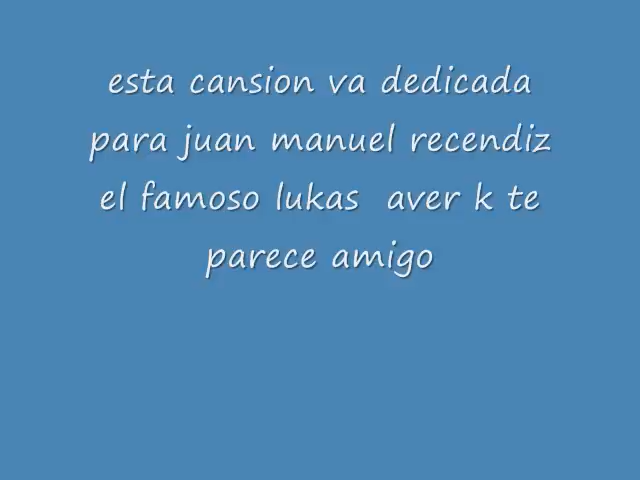 esta cansion va dedicada
para juan manuel recendiz
el famoso lukas  aver k te
parece amigo